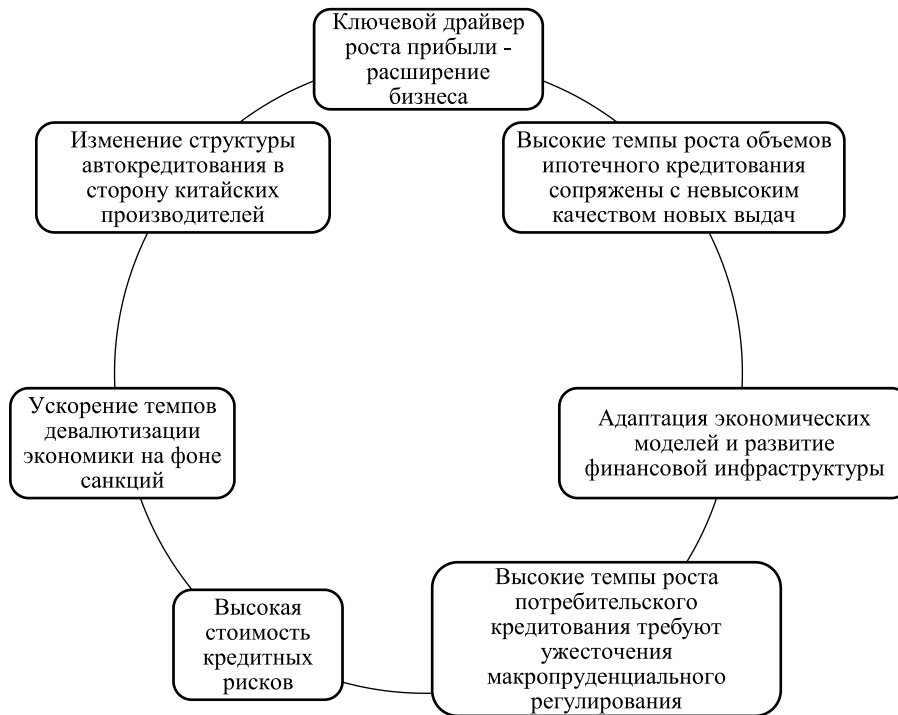 Ключевой драйвер
роста прибыли -
расширение
бизнеса
Высокие темпы роста объемов
ипотечного кредитования
сопряжены с невысоким
качеством новых выдач
Адаптация экономических
моделей и развитие
финансовой инфраструктуры
Высокие темпы роста
потребительского
кредитования требуют
ужесточения
макропруденциального
регулирования
Высокая
стоимость
кредитных
рисков
Ускорение темпов
девалютизации
экономики на фоне
санкций
Изменение структуры
автокредитования в
сторону китайских
производителей